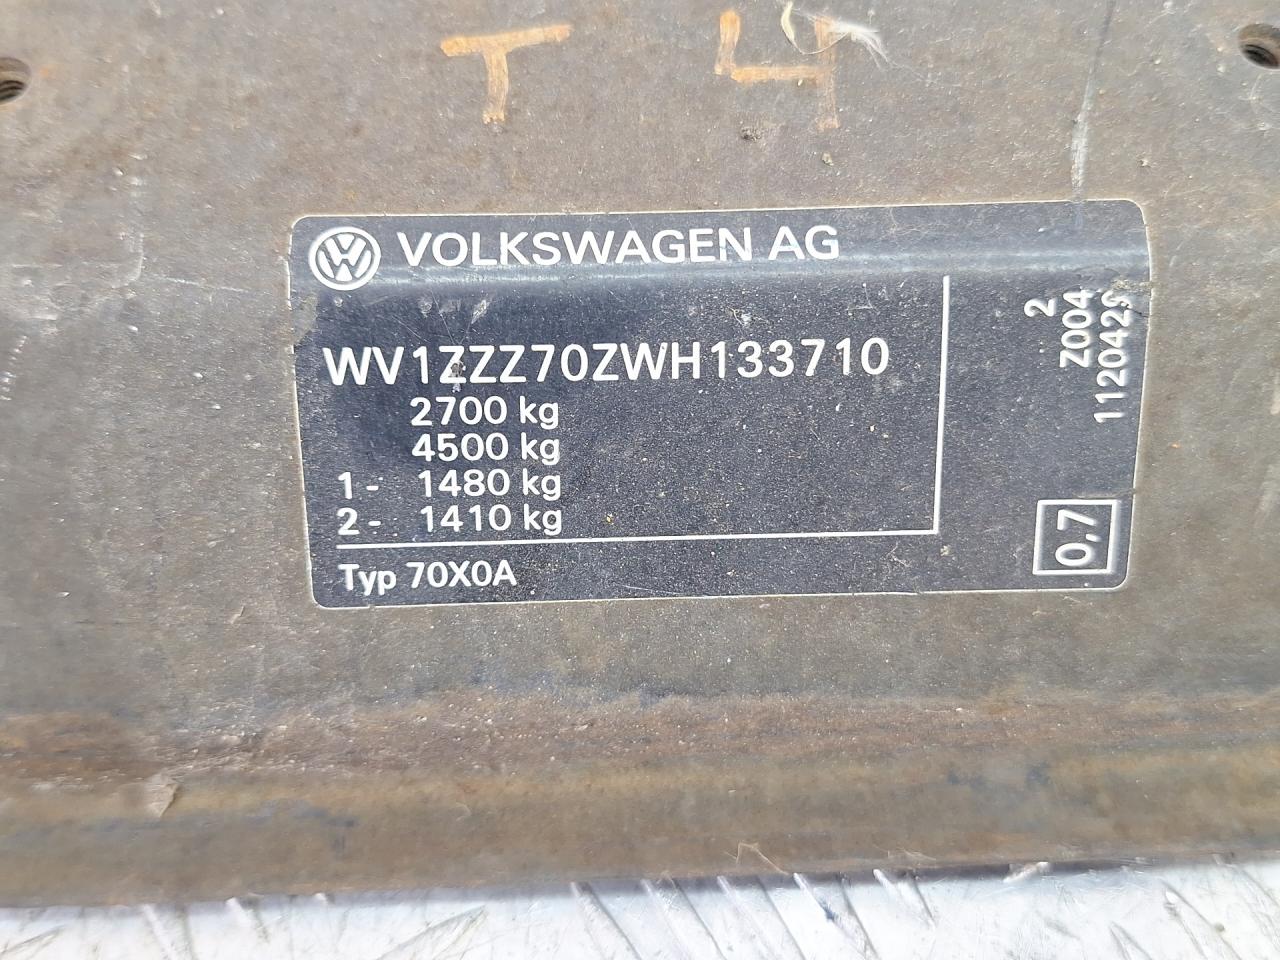 T4
VOLKSWAGEN AG
WV1ZZZ70ZWH133710
2700 kg
4500 kg
1- 1480 kg
2- 1410 kg
Typ 70X0A
2
Z004
0,7